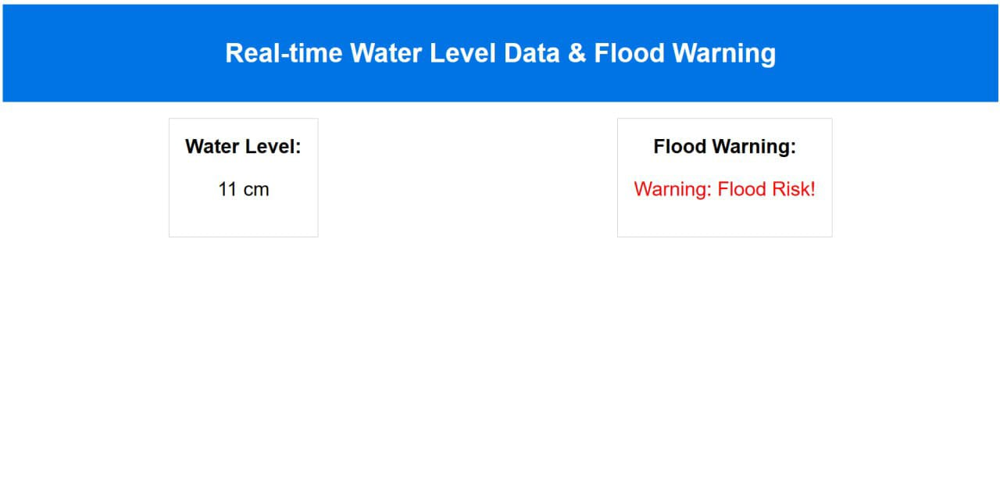 Real-time Water Level Data & Flood Warning
Water Level:
11 cm
Flood Warning:
Warning: Flood Risk!